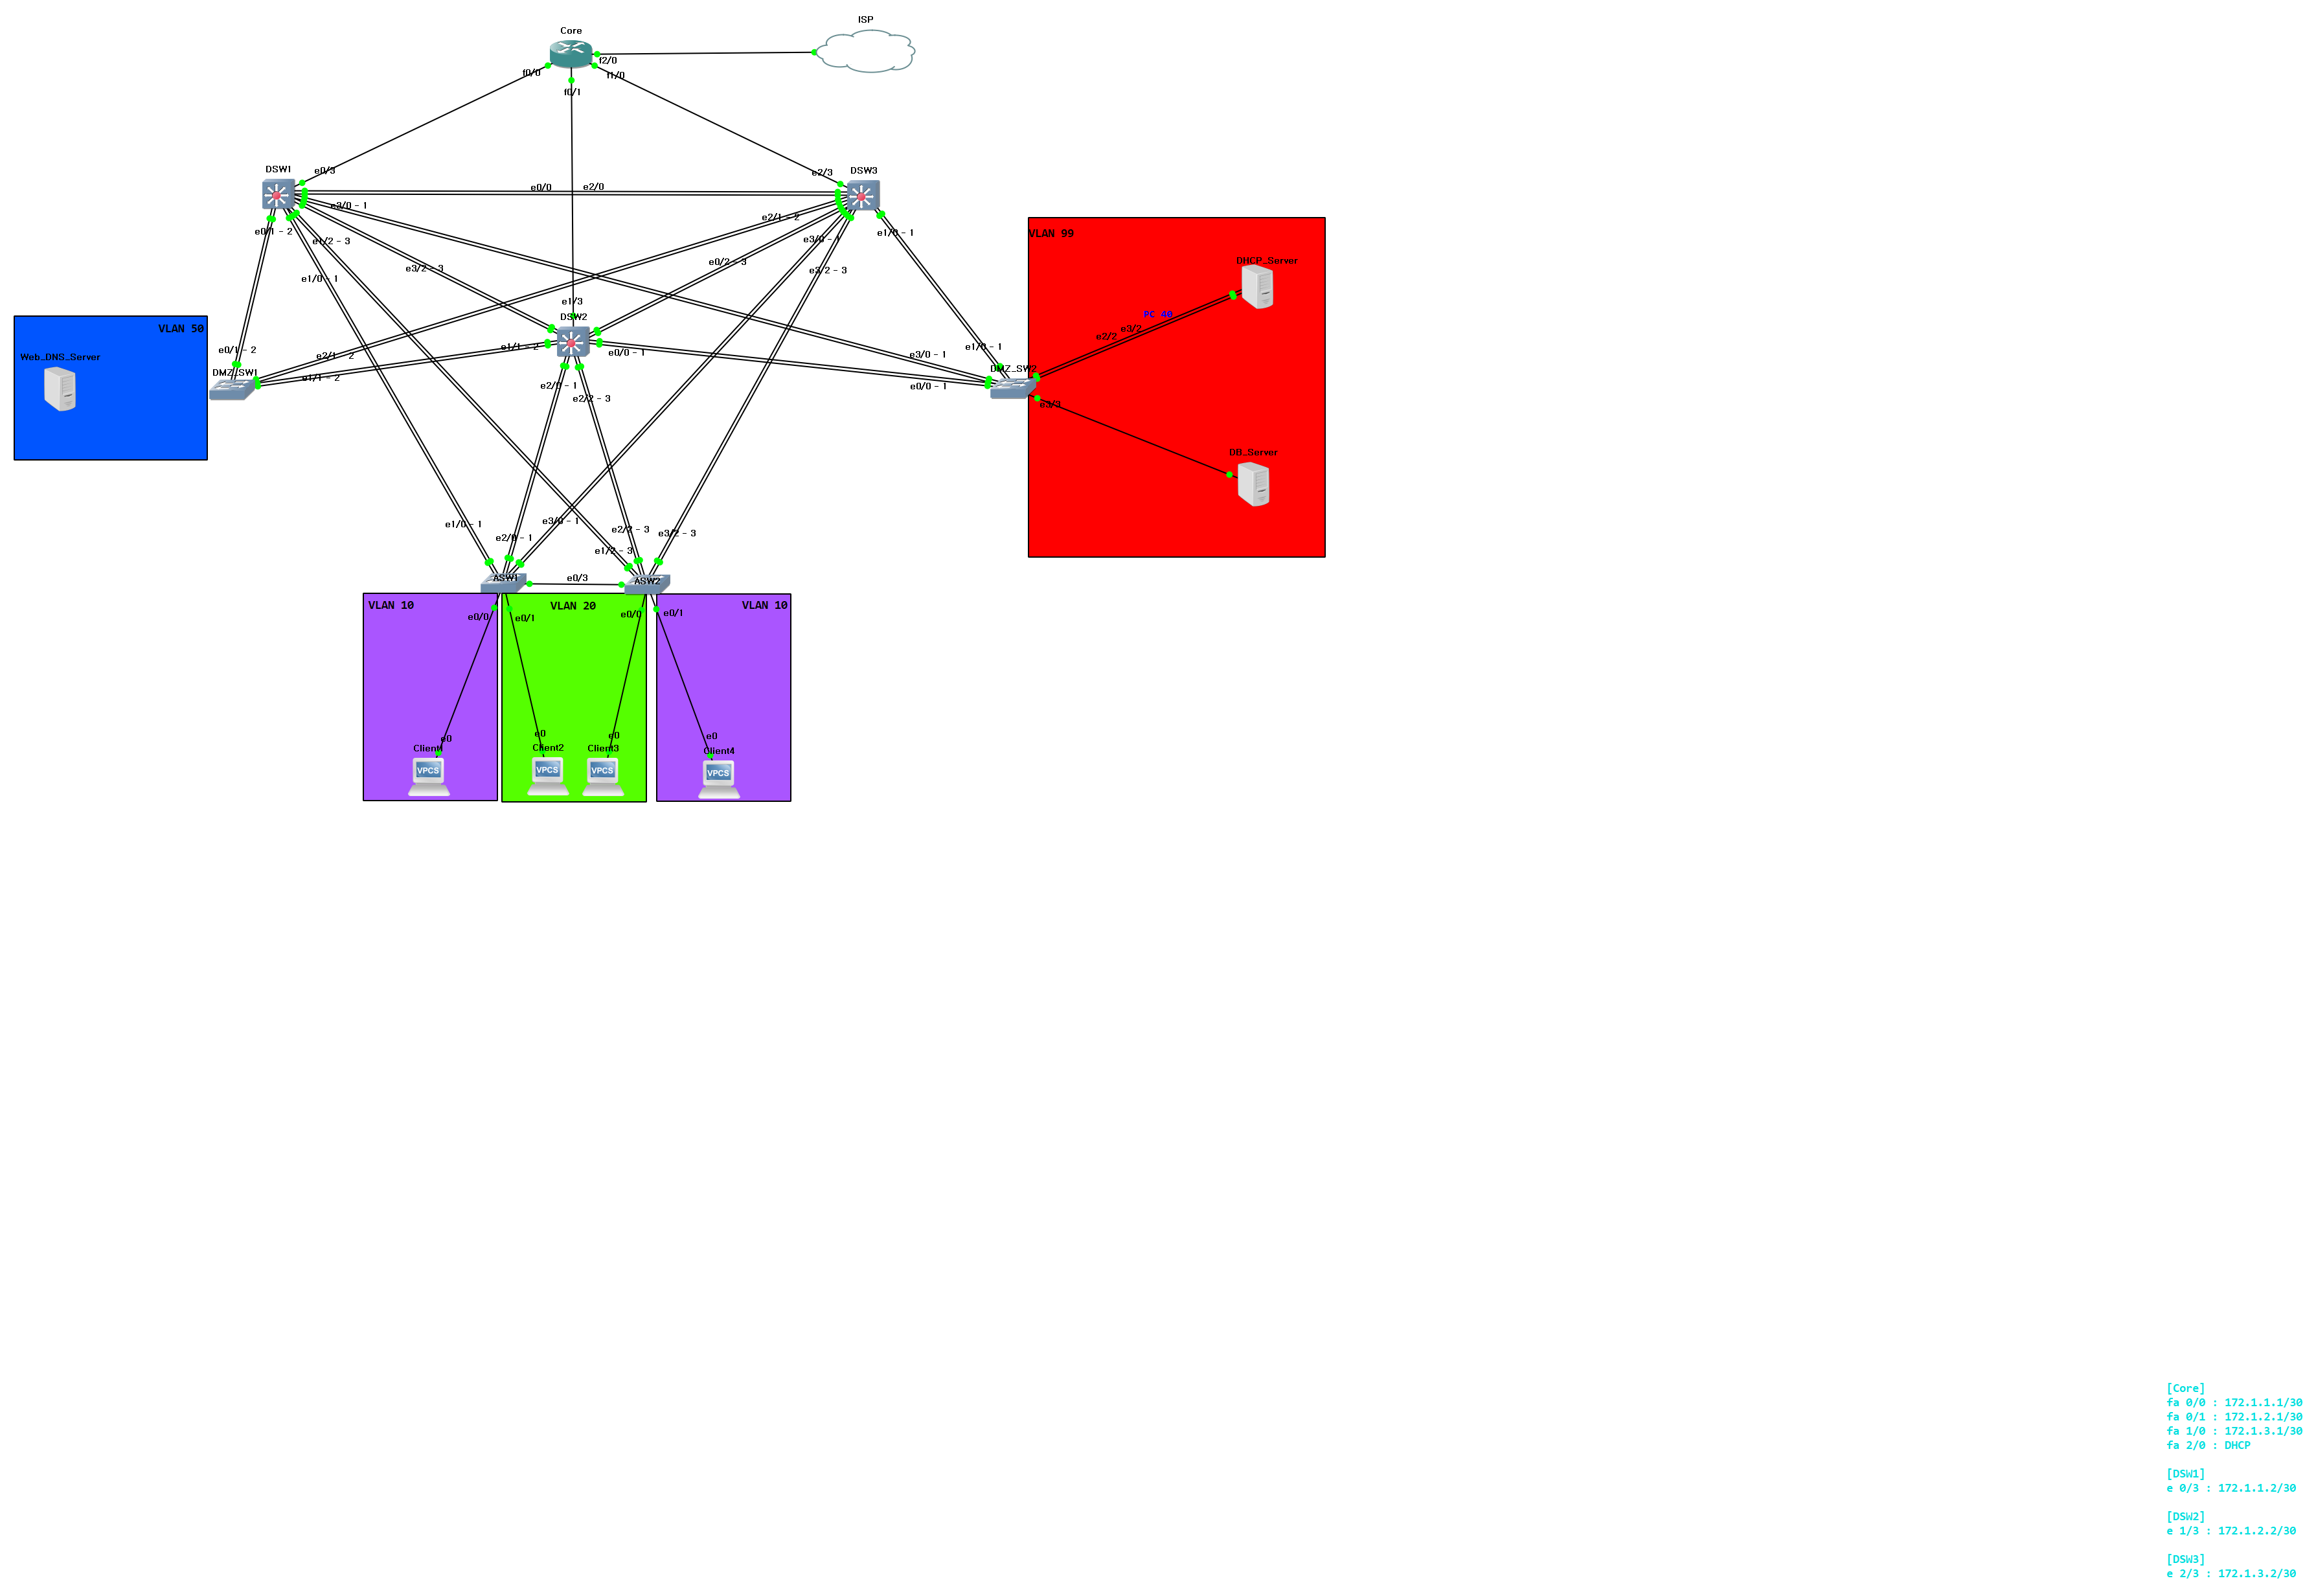 ISP
Core
f2/0
f0/0
f1/0
f0/1
DSW1
DSW3
e0/3
e2/3
e0/0
e2/0
e3/0 - 1
e2/1 - 2
e0/1 - 2
e1/2 - 3
e3/0 - 1
e1/0 - 1
VLAN 99
DHCP_Server
e3/2 - 3
e0/2 - 3
e1/0 - 1
PC 40
e1/3
DSW2
VLAN 50
e3/2
e2/2
e0/1 - 2
e1/1 - 2
e0/0 - 1
e1/0 - 1
Web_DNS_Server
e2/1 - 2
e3/0 - 1
DMZ_SW1
DMZ_SW2
e1/1 - 2
e2/0 - 1
e0/0 - 1
e2/2 - 3
e3/3
DB_Server
e1/0 - 1
e3/0 - 1
e2/2 - 3
e3/2 - 3
e2/0 - 1
e1/2 - 3
ASW1
e0/3
ASW2
VLAN 10
VLAN 20
VLAN 10
e0/0
e0/1
e0/0
e0/1
e0
e0
e0
e0
Client1
Client2
Client3
Client4
VPCS
VPCS
VPCS
VPCS
[Core]
fa 0/0 : 172.1.1.1/30
fa 0/1 : 172.1.2.1/30
fa 1/0 : 172.1.3.1/30
fa 2/0 : DHCP
[DSW1]
e 0/3 : 172.1.1.2/30
[DSW2]
e 1/3 : 172.1.2.2/30
[DSW3]
e 2/3 : 172.1.3.2/30